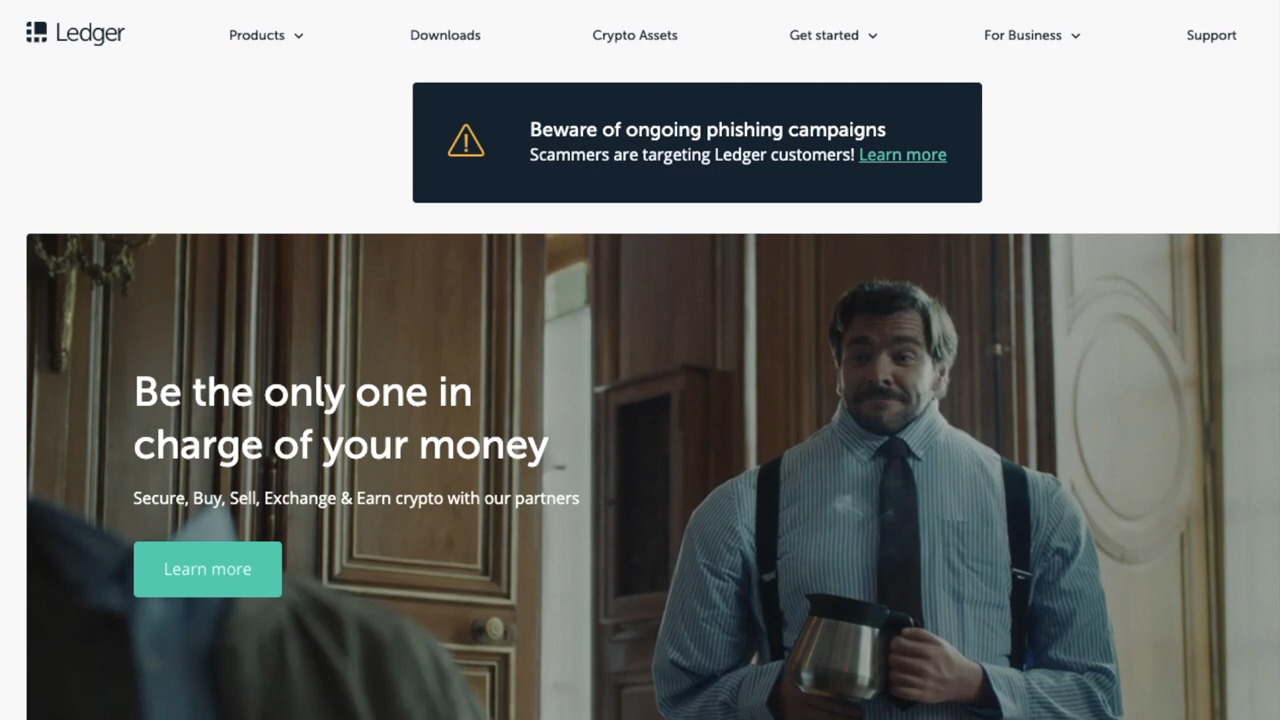 Ledger
Products
Downloads
Crypto Assets
Get started
For Business
Support
Beware of ongoing phishing campaigns
Scammers are targeting Ledger customers! Learn more
Be the only one in
charge of your money
Secure, Buy, Sell, Exchange & Earn crypto with our partners
Learn more